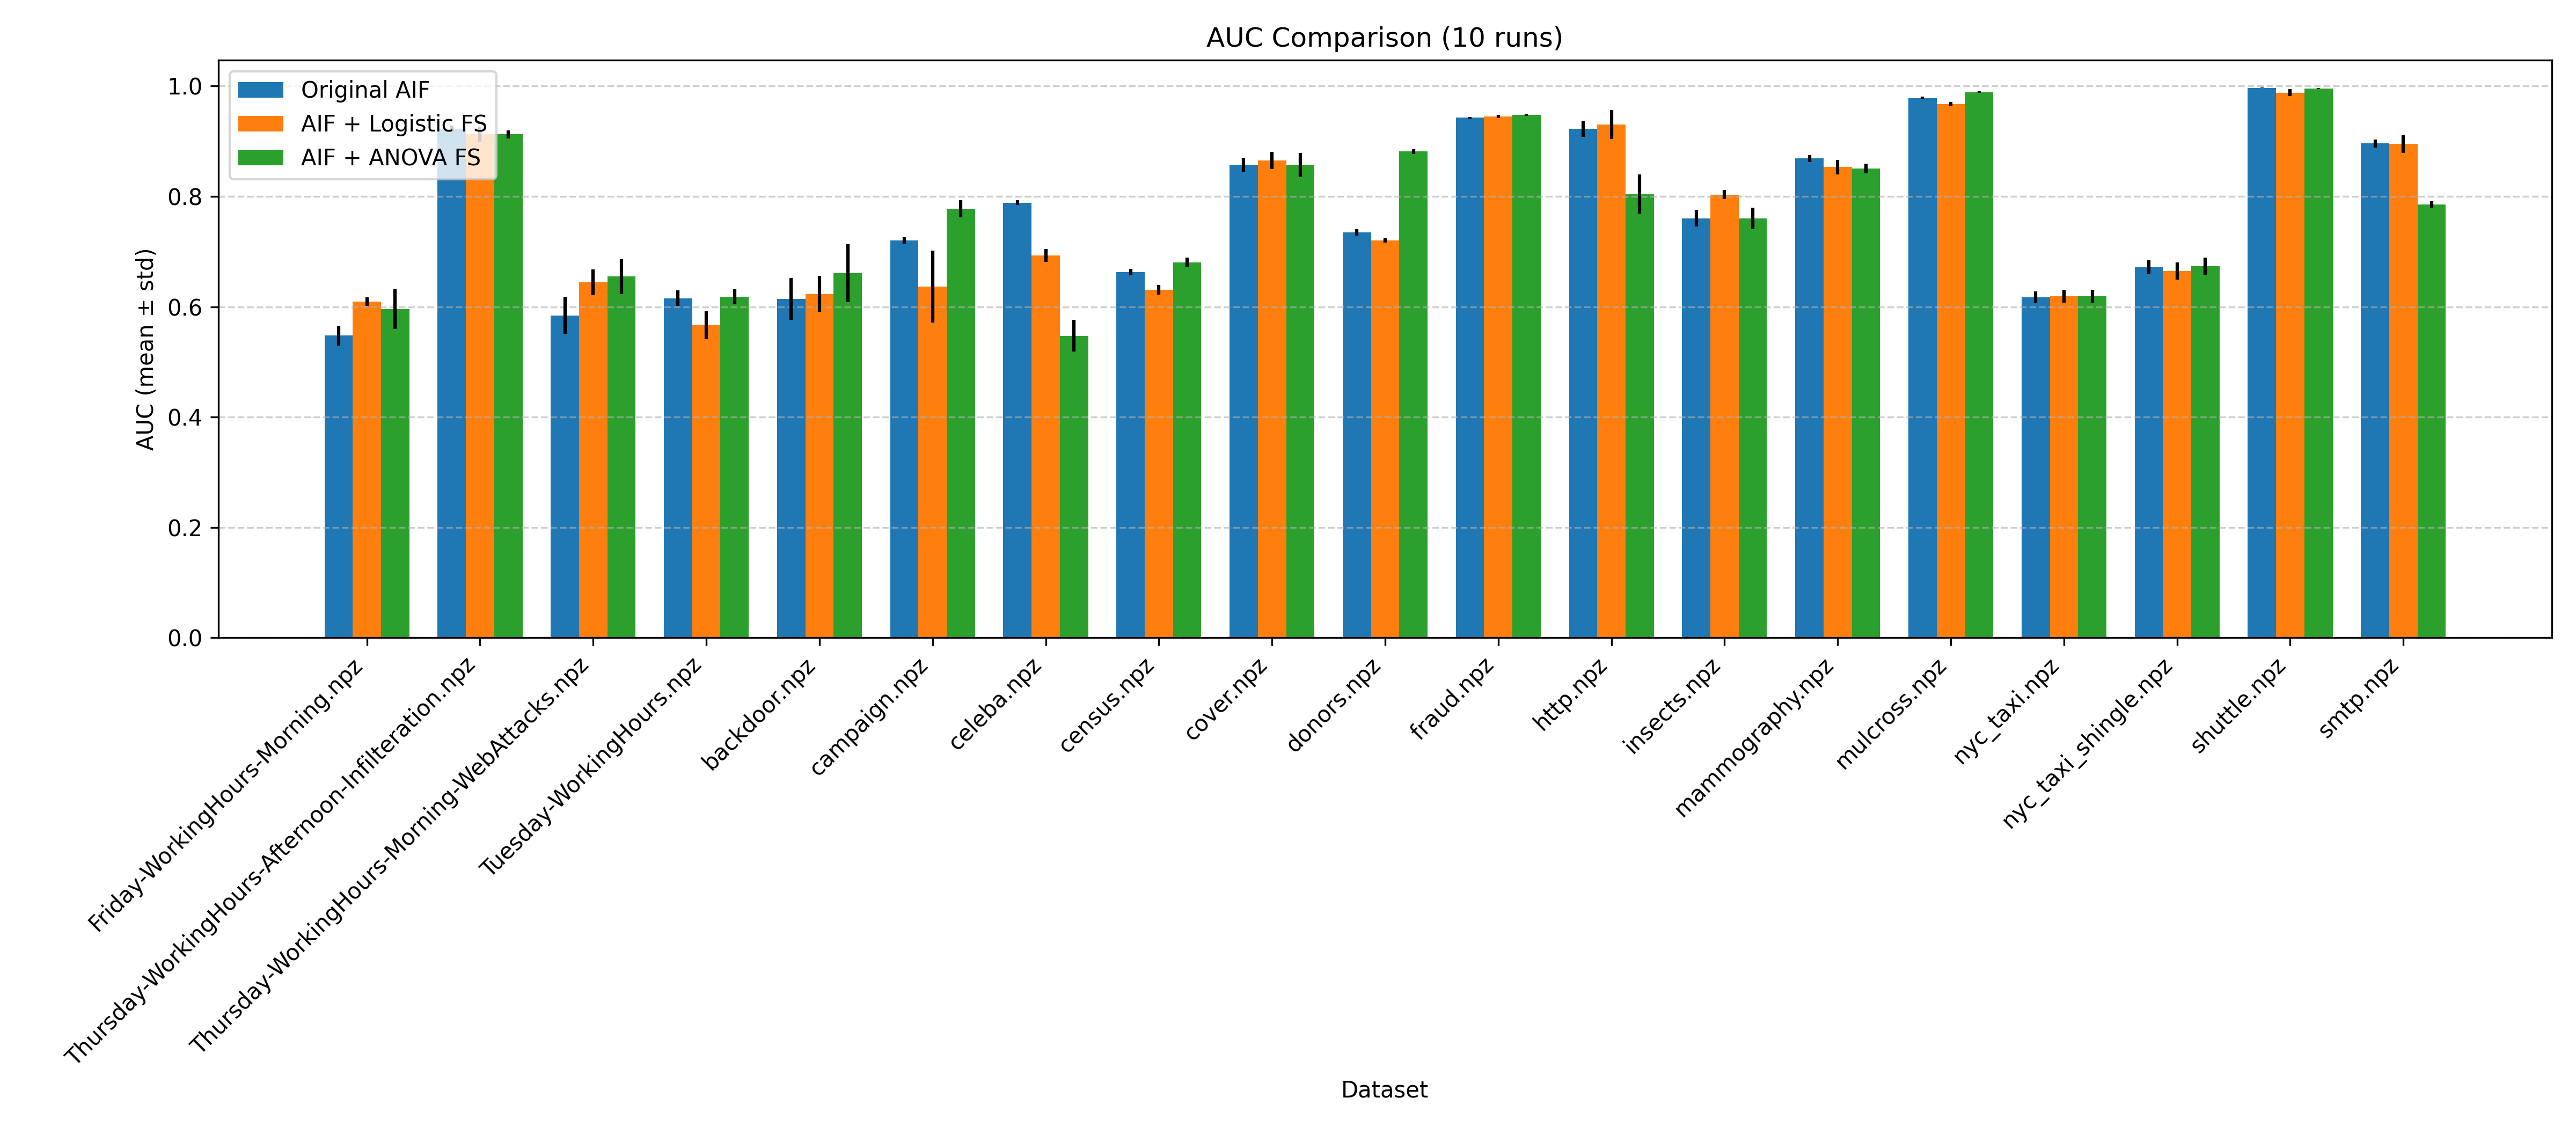 AUC Comparison (10 runs)
Original AIF
AIF + Logistic FS
AIF + ANOVA FS
AUC (mean ± std)
1.0
0.8
0.6
0.4
0.2
0.0
Friday-WorkingHours-Morning.npz
Thursday-WorkingHours-Afternoon-Infilteration.npz
Thursday-WorkingHours-Morning-WebAttacks.npz
Tuesday-WorkingHours.npz
backdoor.npz
campaign.npz
celeba.npz
census.npz
cover.npz
donors.npz
fraud.npz
http.npz
insects.npz
mammography.npz
mulcross.npz
nyc_taxi.npz
nyc_taxi_shingle.npz
shuttle.npz
smtp.npz
Dataset